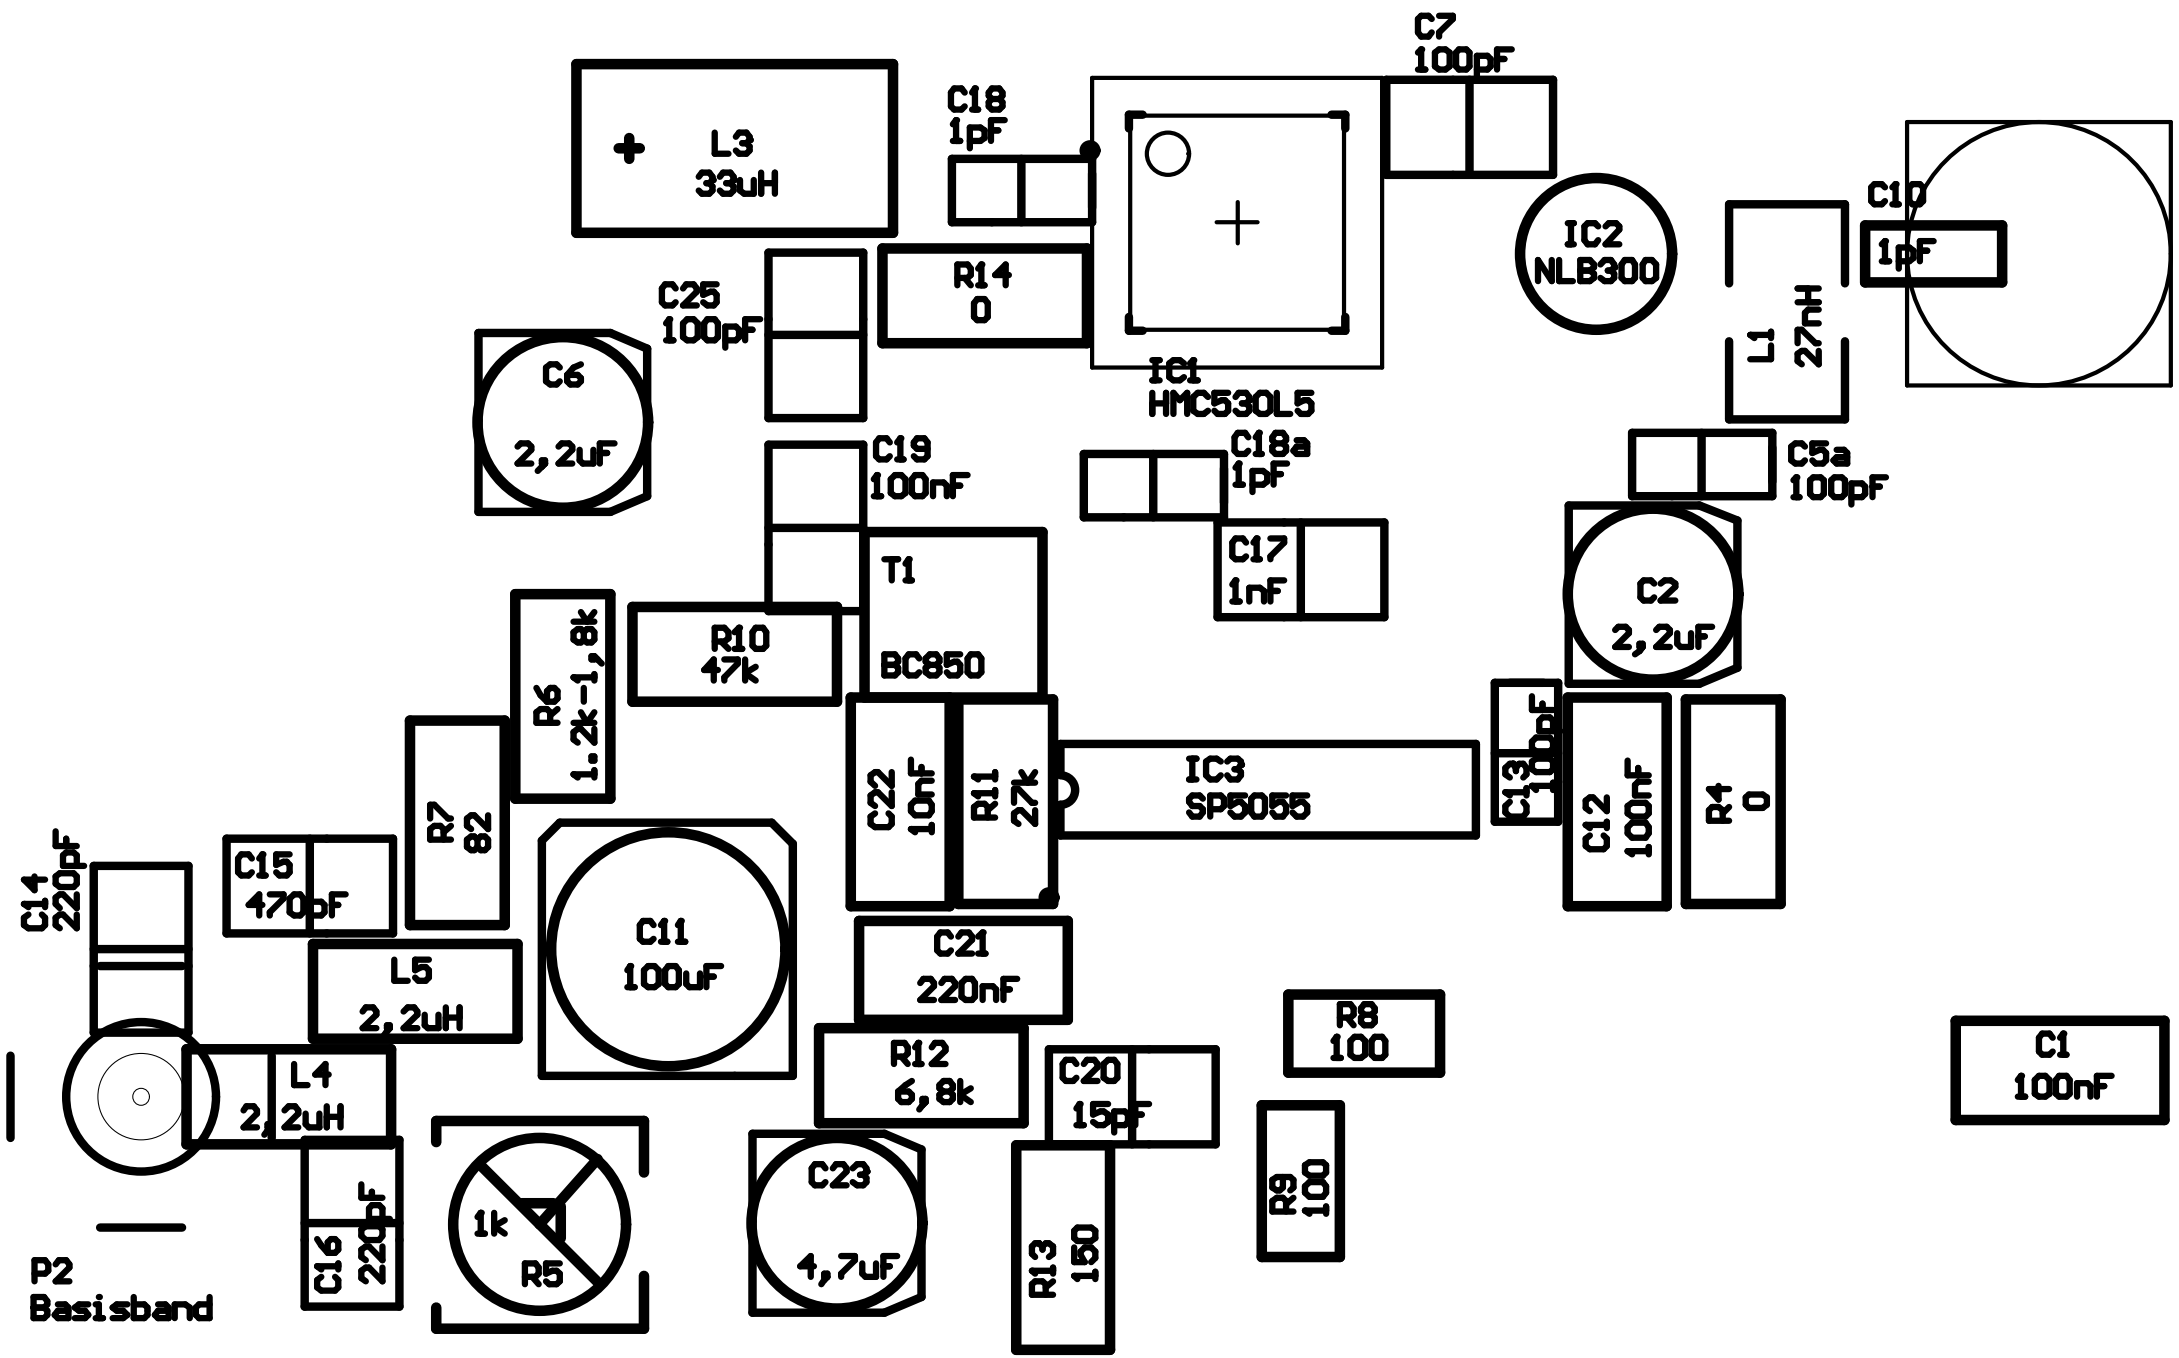 C7
100pF
C18
1pF
L3
33uH
C10
1pF
IC2
NLB300
R14
0
C25
100pF
L1
27nH
IC1
HMC530L5
C6
2,2uF
C19
100nF
C18a
1pF
C5a
100pF
C17
1nF
T1
BC850
C2
2,2uF
R10
47k
R6
1.2k-1,8k
C13
100pF
IC3
SP5055
C22
10nF
R11
27k
C12
100nF
R4
0
R7
82
C14
220pF
C15
470pF
C11
100uF
C21
220nF
L5
2,2uH
R8
100
C1
100nF
R12
6,8k
C20
15pF
L4
2,2uH
R9
100
C23
4,7uF
R13
150
1k
R5
C16
220pF
P2
Basisband